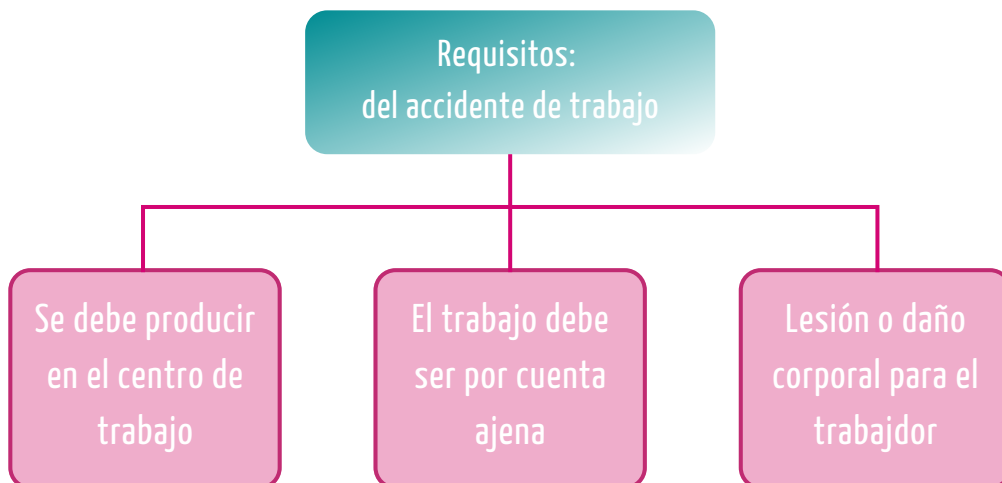 Requisitos:
del accidente de trabajo
Se debe producir
en el centro de
trabajo
El trabajo debe
ser por cuenta
ajena
Lesión o daño
corporal para el
trabajdor